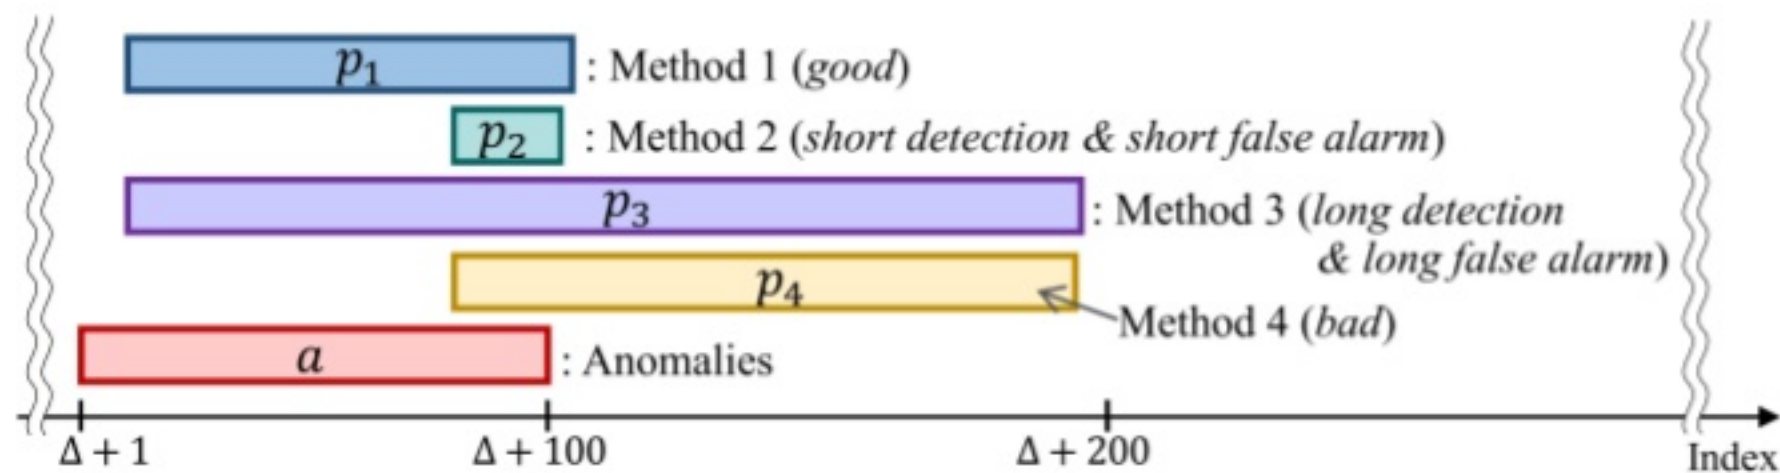 p₁ : Method 1 (good)
p₂ : Method 2 (short detection & short false alarm)
p₃ : Method 3 (long detection
& long false alarm)
p₄
Method 4 (bad)
a : Anomalies
Δ + 1 Δ + 100 Δ + 200 Index